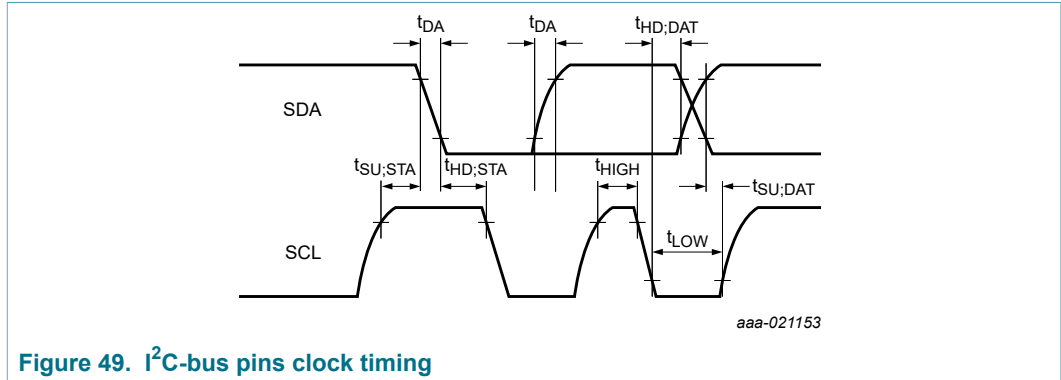 tDA
tDA
tHD;DAT
SDA
tSU;STA
tHD;STA
tHIGH
tSU;DAT
SCL
tLOW
aaa-021153
Figure 49. I²C-bus pins clock timing